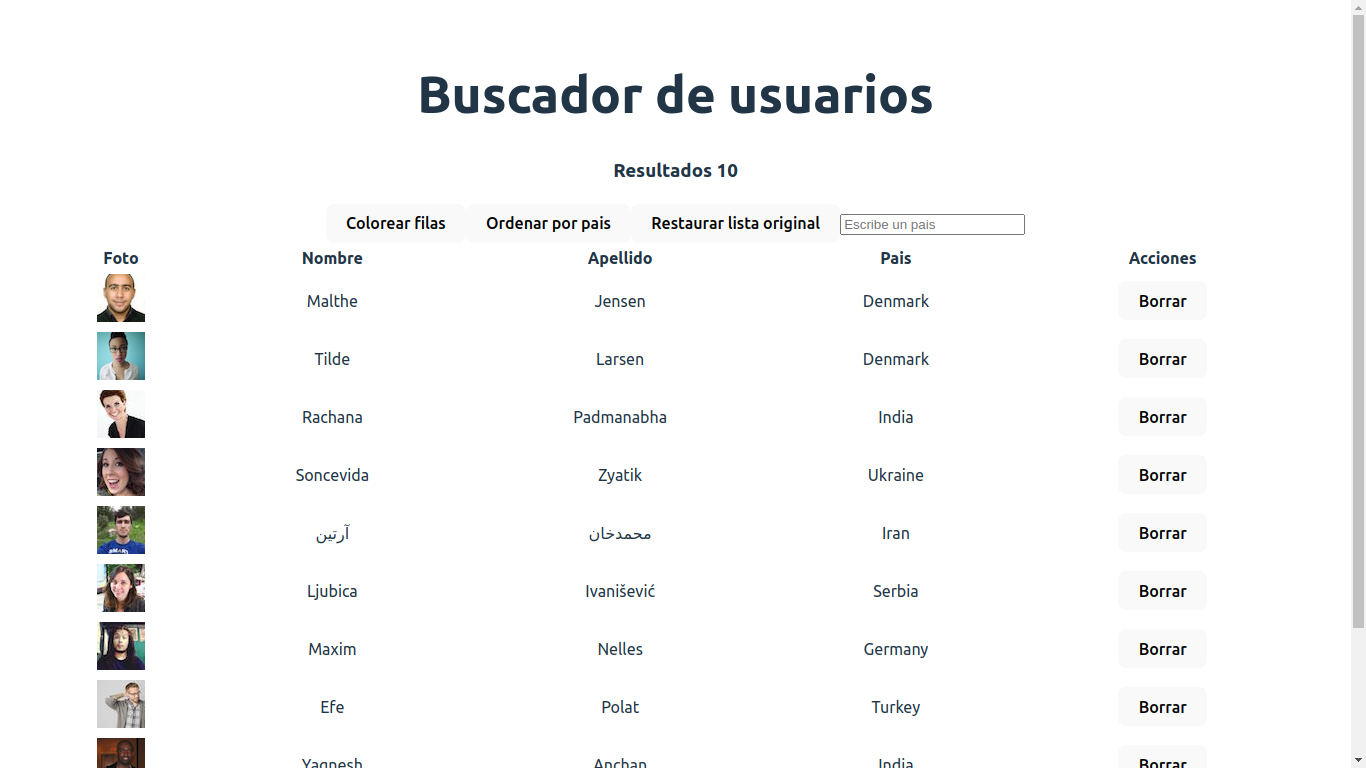 Buscador de usuarios
Resultados 10
Colorear filas Ordenar por pais Restaurar lista original Escribe un pais
Foto Nombre Apellido Pais Acciones
Malthe Jensen Denmark Borrar
Tilde Larsen Denmark Borrar
Rachana Padmanabha India Borrar
Soncevida Zyatik Ukraine Borrar
آرتین محمدخان Iran Borrar
Ljubica Ivanišević Serbia Borrar
Maxim Nelles Germany Borrar
Efe Polat Turkey Borrar
Yagnesh Anchan India Borrar